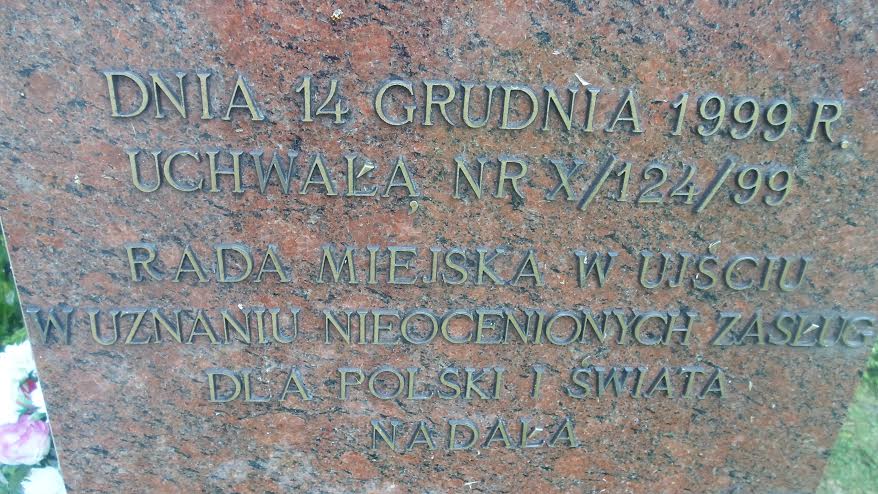 DNIA 14 GRUDNIA 1999 R.
UCHWAŁĄ NR X/124/99
RADA MIEJSKA W UJŚCIU
W UZNANIU NIEOCENIONYCH ZASŁUG
DLA POLSKI I ŚWIATA
NADAŁA